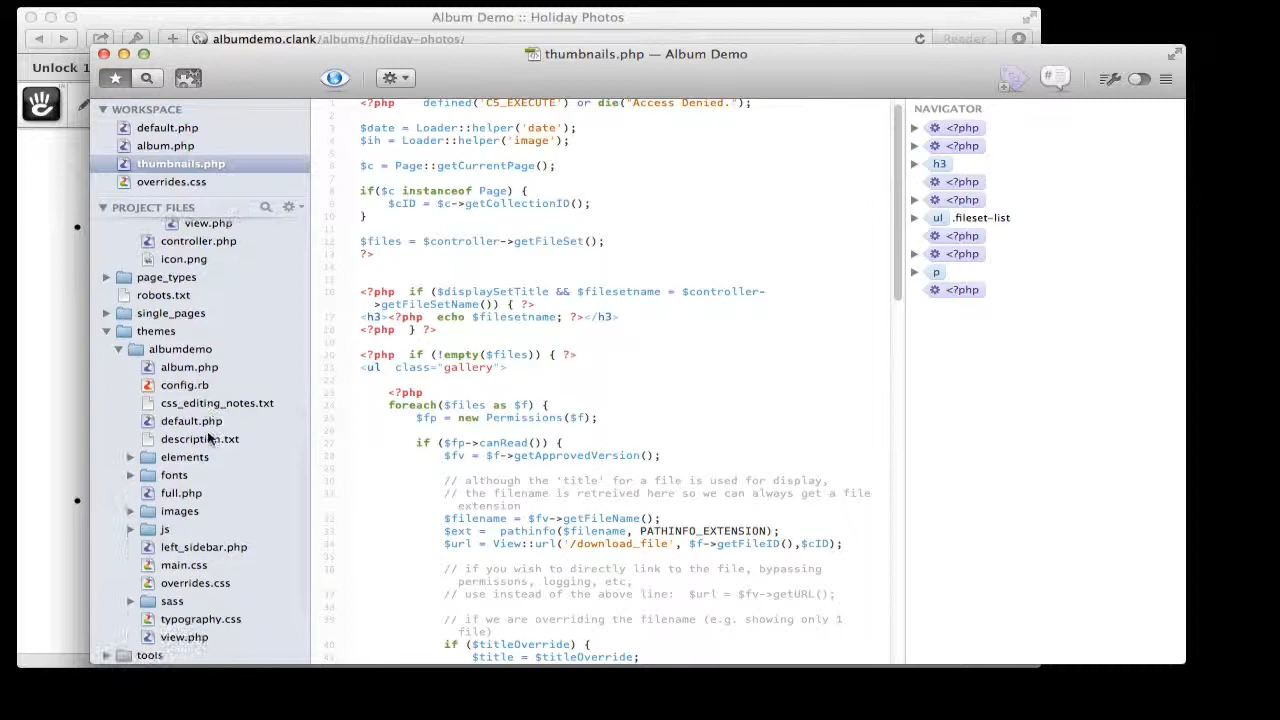 Album Demo :: Holiday Photos
albumdemo.clank/albums/holiday-photos/
Reader
Unlock 1
thumbnails.php — Album Demo
WORKSPACE
default.php
album.php
thumbnails.php
overrides.css
PROJECT FILES
view.php
controller.php
icon.png
page_types
robots.txt
single_pages
themes
albumdemo
album.php
config.rb
css_editing_notes.txt
default.php
description.txt
elements
fonts
full.php
images
js
left_sidebar.php
main.css
overrides.css
sass
typography.css
view.php
tools
<?php    defined('C5_EXECUTE') or die("Access Denied.");
$date = Loader::helper('date');
$ih = Loader::helper('image');
$c = Page::getCurrentPage();
if($c instanceof Page) {
$cID = $c->getCollectionID();
}
$files = $controller->getFileSet();
?>
<?php  if ($displaySetTitle && $filesetname = $controller-
>getFileSetName()) { ?>
<h3><?php  echo $filesetname; ?></h3>
<?php  } ?>
<?php  if (!empty($files)) { ?>
<ul  class="gallery">
<?php
foreach($files as $f) {
$fp = new Permissions($f);
if ($fp->canRead()) {
$fv = $f->getApprovedVersion();
// although the 'title' for a file is used for display,
// the filename is retreived here so we can always get a file
extension
$filename = $fv->getFileName();
$ext =  pathinfo($filename, PATHINFO_EXTENSION);
$url = View::url('/download_file', $f->getFileID(),$cID);
// if you wish to directly link to the file, bypassing
permissons, logging, etc,
// use instead of the above line:  $url = $fv->getURL();
// if we are overriding the filename (e.g. showing only 1
file)
if ($titleOverride) {
$title = $titleOverride;
NAVIGATOR
<?php
<?php
h3
<?php
<?php
ul .fileset-list
<?php
<?php
p
<?php